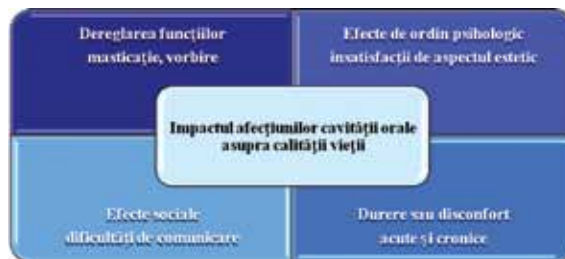 Dereglarea funcțiilor
masticație, vorbire
Efecte de ordin psihologic
insatisfacții de aspectul estetic
Impactul afecțiunilor cavității orale
asupra calității vieții
Efecte sociale
dificultăți de comunicare
Durere sau disconfort
acute și cronice